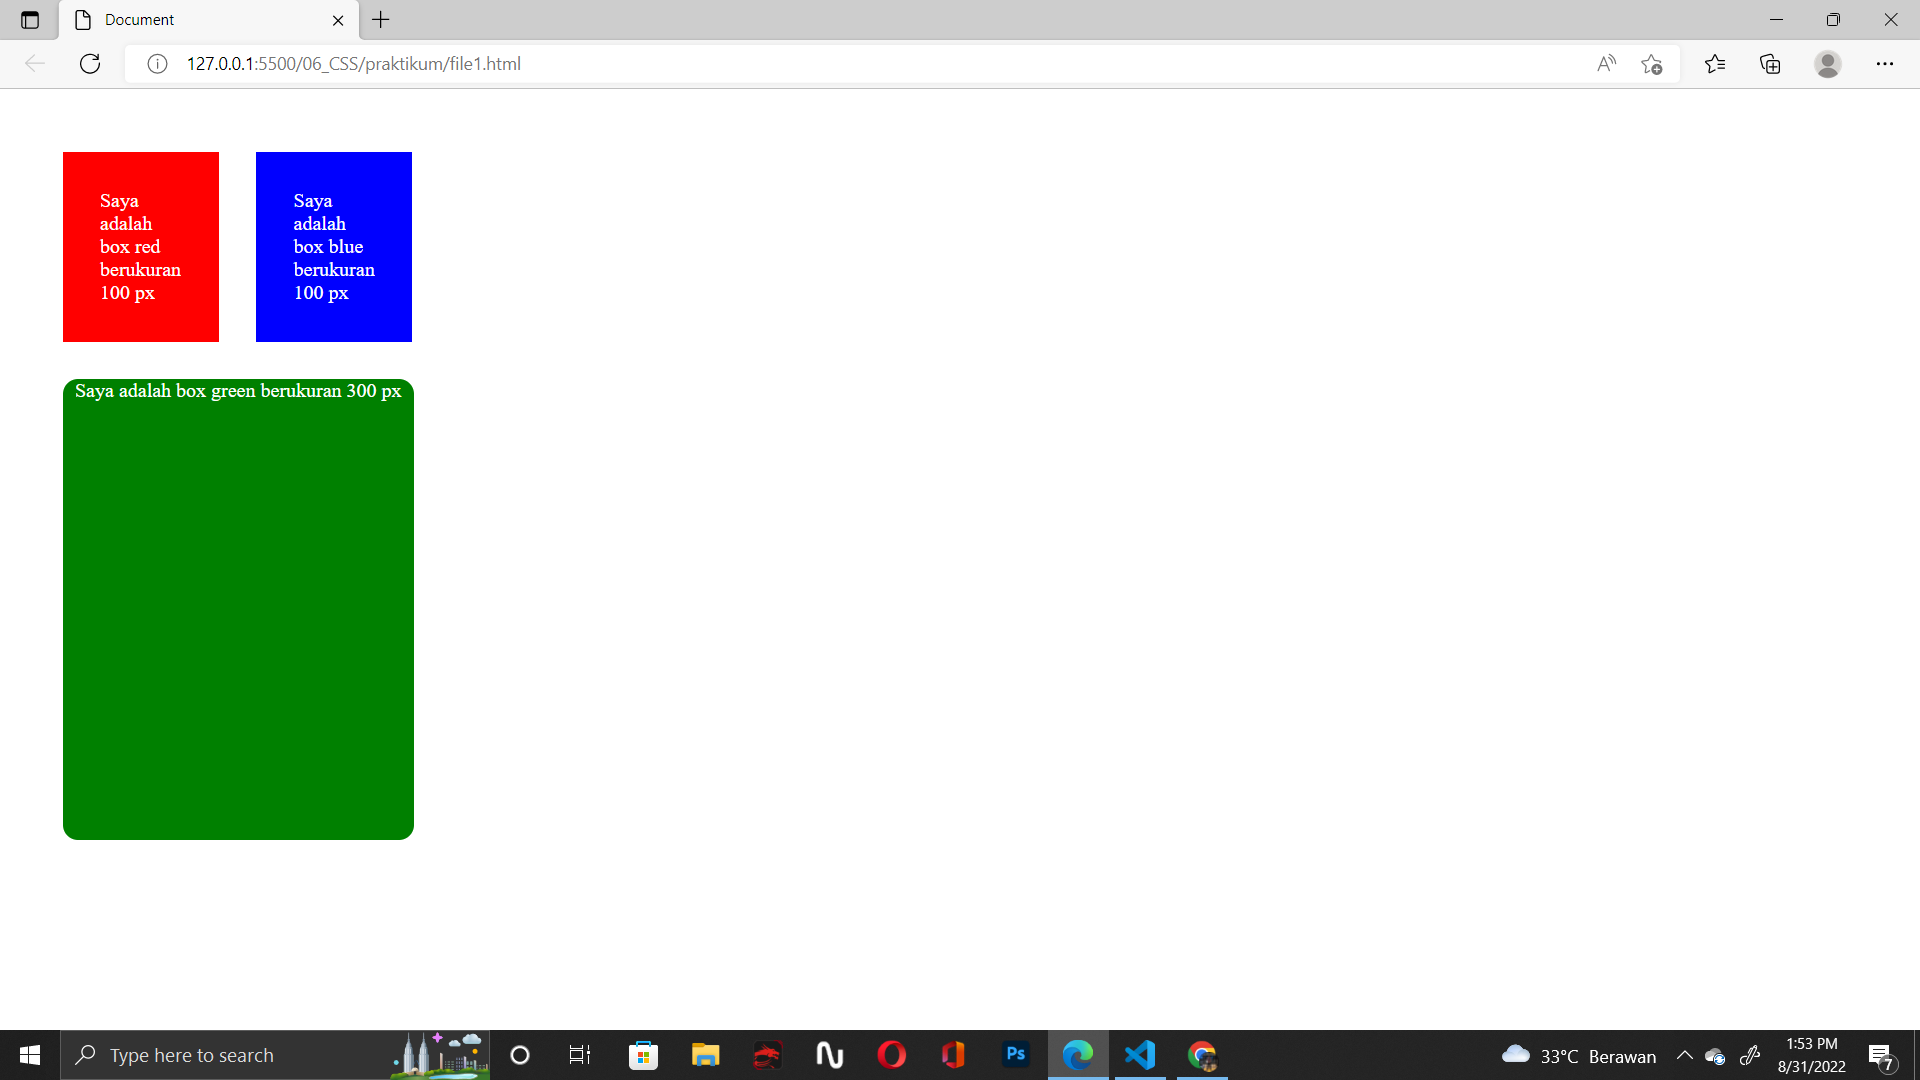 Document
127.0.0.1:5500/06_CSS/praktikum/file1.html
Saya
adalah
box red
berukuran
100 px
Saya
adalah
box blue
berukuran
100 px
Saya adalah box green berukuran 300 px
Type here to search
Ps
33°C Berawan
1:53 PM
8/31/2022
7